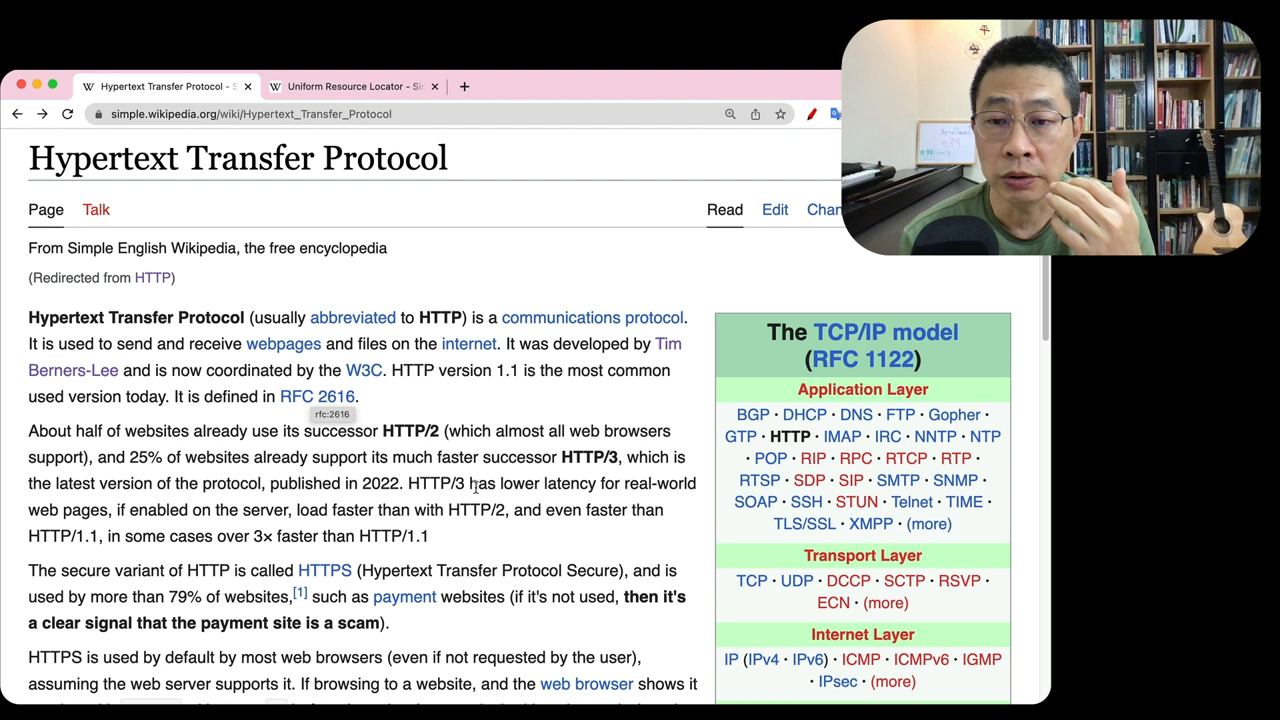 Hypertext Transfer Protocol - S
Uniform Resource Locator - Si
simple.wikipedia.org/wiki/Hypertext_Transfer_Protocol
Hypertext Transfer Protocol
Page Talk Read Edit Chan
From Simple English Wikipedia, the free encyclopedia
(Redirected from HTTP)
Hypertext Transfer Protocol (usually abbreviated to HTTP) is a communications protocol.
It is used to send and receive webpages and files on the internet. It was developed by Tim
Berners-Lee and is now coordinated by the W3C. HTTP version 1.1 is the most common
used version today. It is defined in RFC 2616.
rfc:2616
About half of websites already use its successor HTTP/2 (which almost all web browsers
support), and 25% of websites already support its much faster successor HTTP/3, which is
the latest version of the protocol, published in 2022. HTTP/3 has lower latency for real-world
web pages, if enabled on the server, load faster than with HTTP/2, and even faster than
HTTP/1.1, in some cases over 3× faster than HTTP/1.1
The secure variant of HTTP is called HTTPS (Hypertext Transfer Protocol Secure), and is
used by more than 79% of websites,[1] such as payment websites (if it's not used, then it's
a clear signal that the payment site is a scam).
HTTPS is used by default by most web browsers (even if not requested by the user),
assuming the web server supports it. If browsing to a website, and the web browser shows it
The TCP/IP model
(RFC 1122)
Application Layer
BGP · DHCP · DNS · FTP · Gopher ·
GTP · HTTP · IMAP · IRC · NNTP · NTP
· POP · RIP · RPC · RTCP · RTP ·
RTSP · SDP · SIP · SMTP · SNMP ·
SOAP · SSH · STUN · Telnet · TIME ·
TLS/SSL · XMPP · (more)
Transport Layer
TCP · UDP · DCCP · SCTP · RSVP ·
ECN · (more)
Internet Layer
IP (IPv4 · IPv6) · ICMP · ICMPv6 · IGMP
· IPsec · (more)